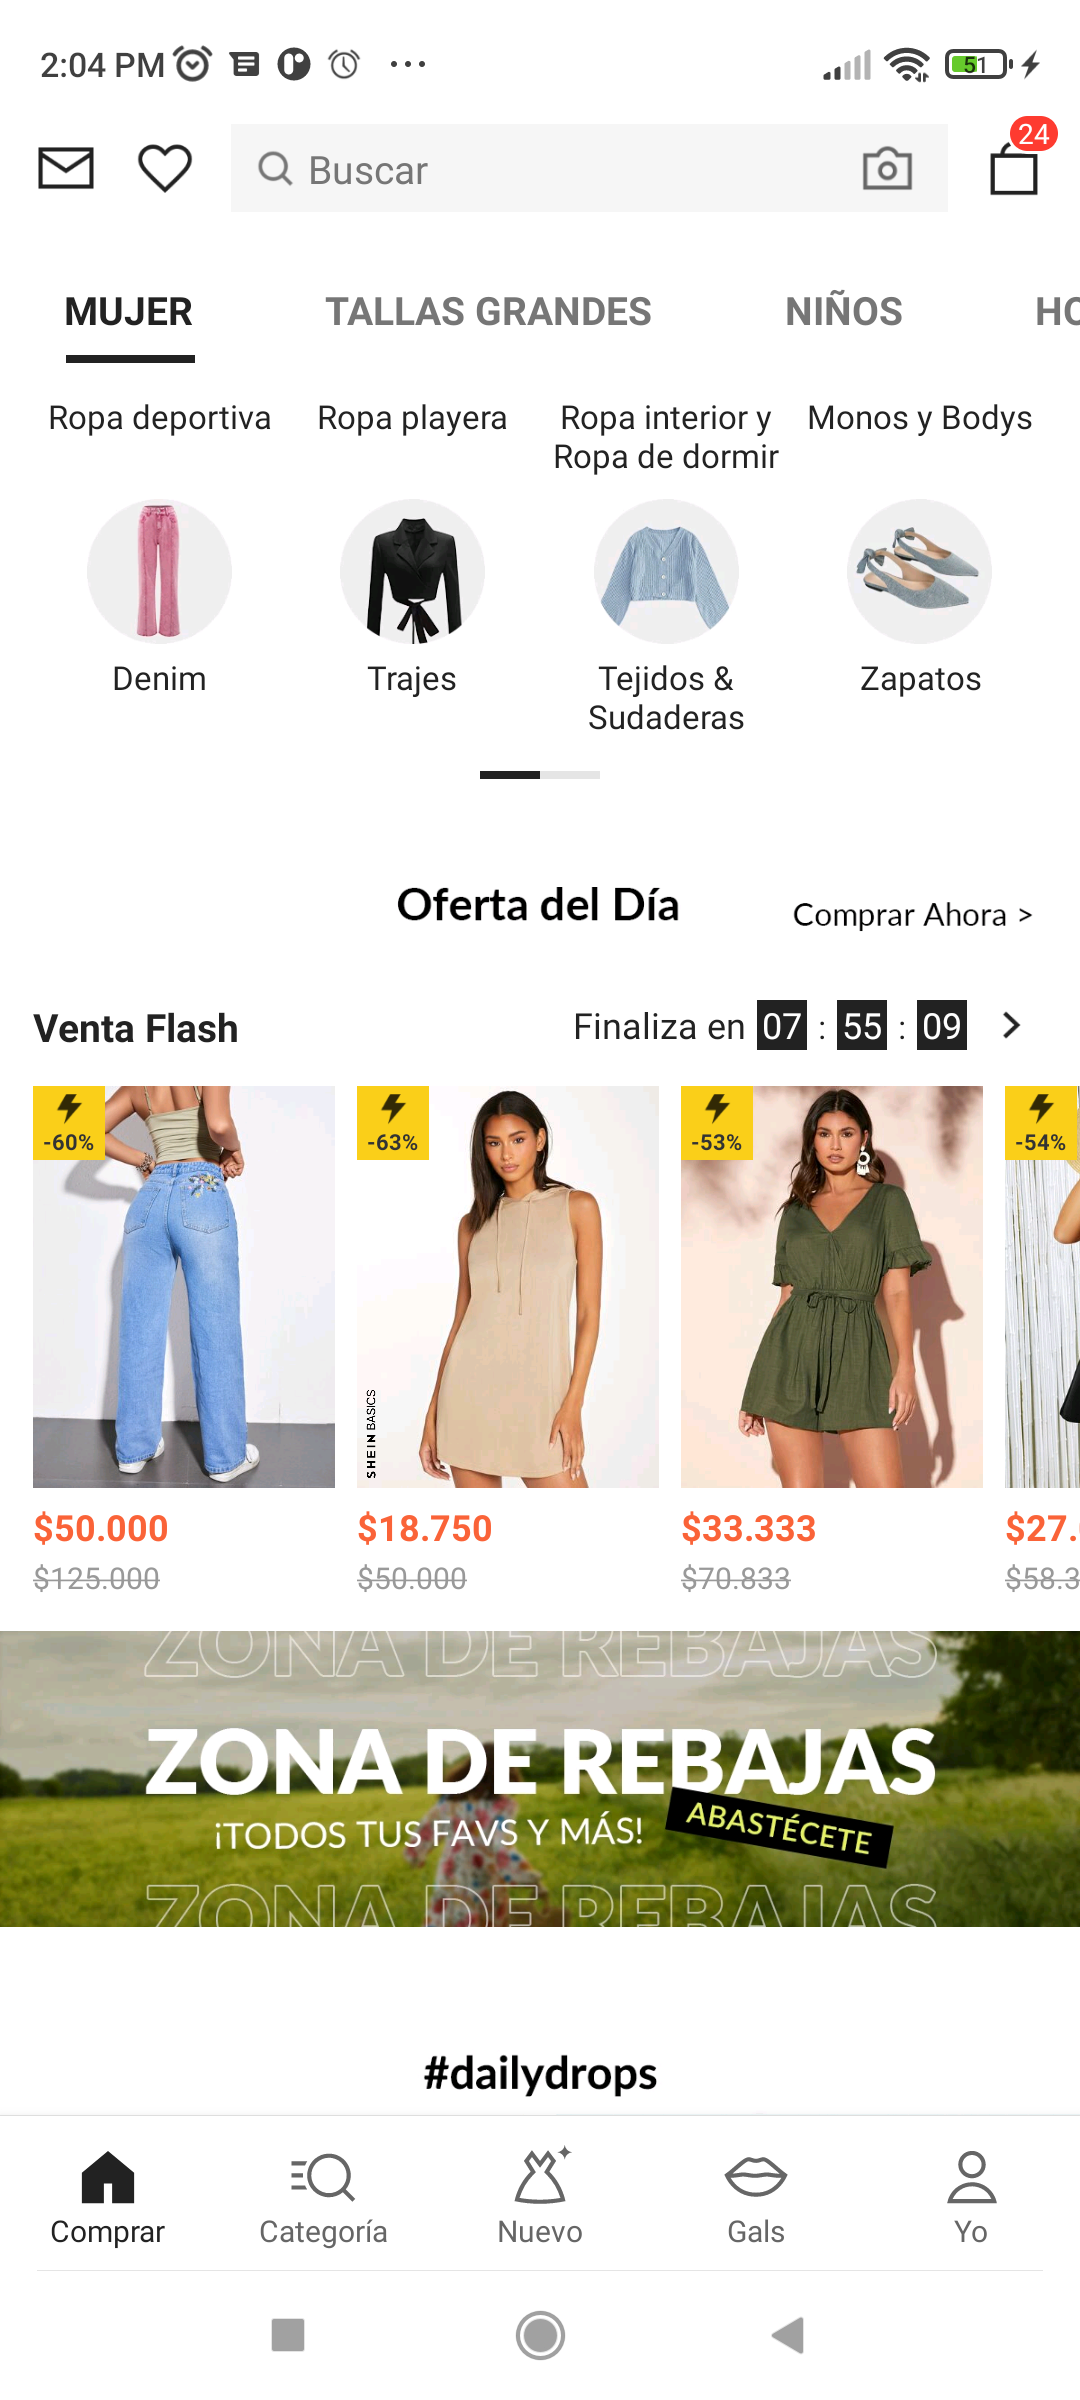 2:04 PM
51
24
Buscar
MUJER
TALLAS GRANDES
NIÑOS
HO
Ropa deportiva
Ropa playera
Ropa interior y
Ropa de dormir
Monos y Bodys
Denim
Trajes
Tejidos &
Sudaderas
Zapatos
Oferta del Día
Comprar Ahora >
Venta Flash
Finaliza en 07 : 55 : 09
-60%
-63%
-53%
-54%
SHEIN BASICS
$50.000
$18.750
$33.333
$27.
$125.000
$50.000
$70.833
$58.3
ZONA DE REBAJAS
ZONA DE REBAJAS
¡TODOS TUS FAVS Y MÁS!
ABASTÉCETE
ZONA DE REBAJAS
#dailydrops
Comprar
Categoría
Nuevo
Gals
Yo